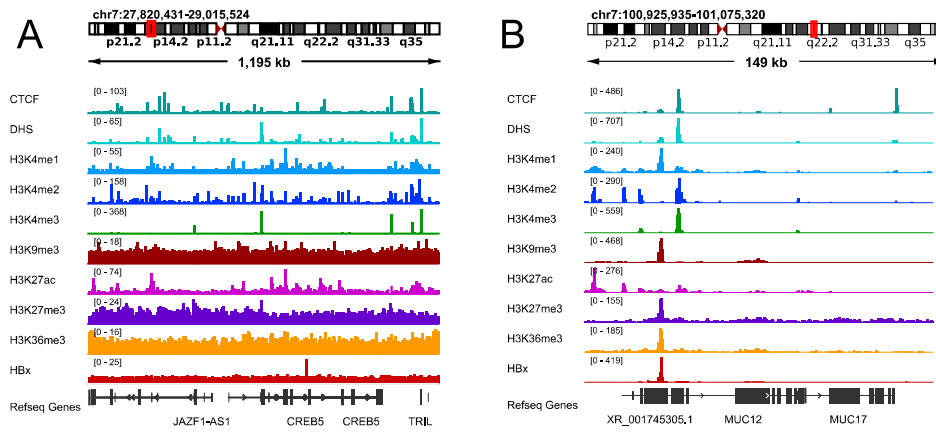 A
chr7:27,820,431-29,015,524
p21.2 p14.2 p11.2 q21.11 q22.2 q31.33 q35
1,195 kb
CTCF [0 - 103]
DHS [0 - 65]
H3K4me1 [0 - 55]
H3K4me2 [0 - 158]
H3K4me3 [0 - 368]
H3K9me3 [0 - 18]
H3K27ac [0 - 74]
H3K27me3 [0 - 24]
H3K36me3 [0 - 16]
HBx [0 - 25]
Refseq Genes
JAZF1-AS1 CREB5 CREB5 TRIL
B
chr7:100,925,935-101,075,320
p21.2 p14.2 p11.2 q21.11 q22.2 q31.33 q35
149 kb
CTCF [0 - 486]
DHS [0 - 707]
H3K4me1 [0 - 240]
H3K4me2 [0 - 290]
H3K4me3 [0 - 559]
H3K9me3 [0 - 468]
H3K27ac [0 - 276]
H3K27me3 [0 - 155]
H3K36me3 [0 - 185]
HBx [0 - 419]
Refseq Genes
XR_001745305.1 MUC12 MUC17